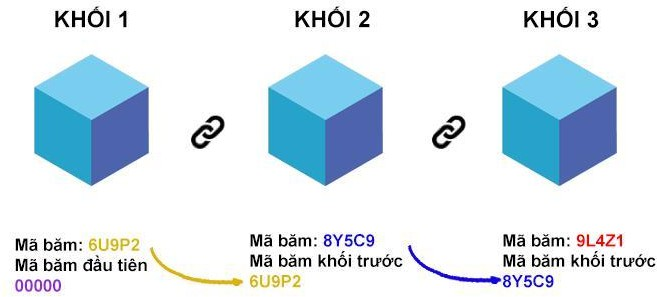 KHỐI 1
KHỐI 2
KHỐI 3
Mã băm: 6U9P2
Mã băm đầu tiên
00000
Mã băm: 8Y5C9
Mã băm khối trước
6U9P2
Mã băm: 9L4Z1
Mã băm khối trước
8Y5C9